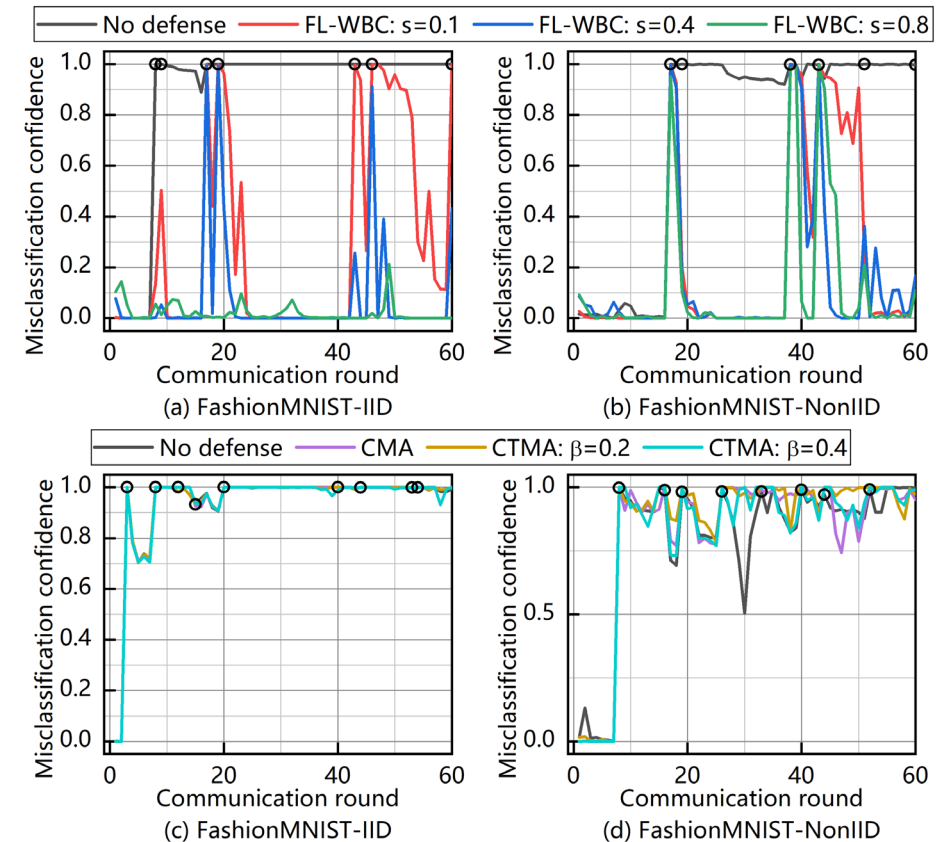 No defense FL-WBC: s=0.1 FL-WBC: s=0.4 FL-WBC: s=0.8
Misclassification confidence
1.0
0.8
0.6
0.4
0.2
0.0
0 20 40 60
Communication round
(a) FashionMNIST-IID
Misclassification confidence
1.0
0.8
0.6
0.4
0.2
0.0
0 20 40 60
Communication round
(b) FashionMNIST-NonIID
No defense CMA CTMA: β=0.2 CTMA: β=0.4
Misclassification confidence
1.0
0.8
0.6
0.4
0.2
0.0
0 20 40 60
Communication round
(c) FashionMNIST-IID
Misclassification confidence
1.0
0.5
0.0
0 20 40 60
Communication round
(d) FashionMNIST-NonIID